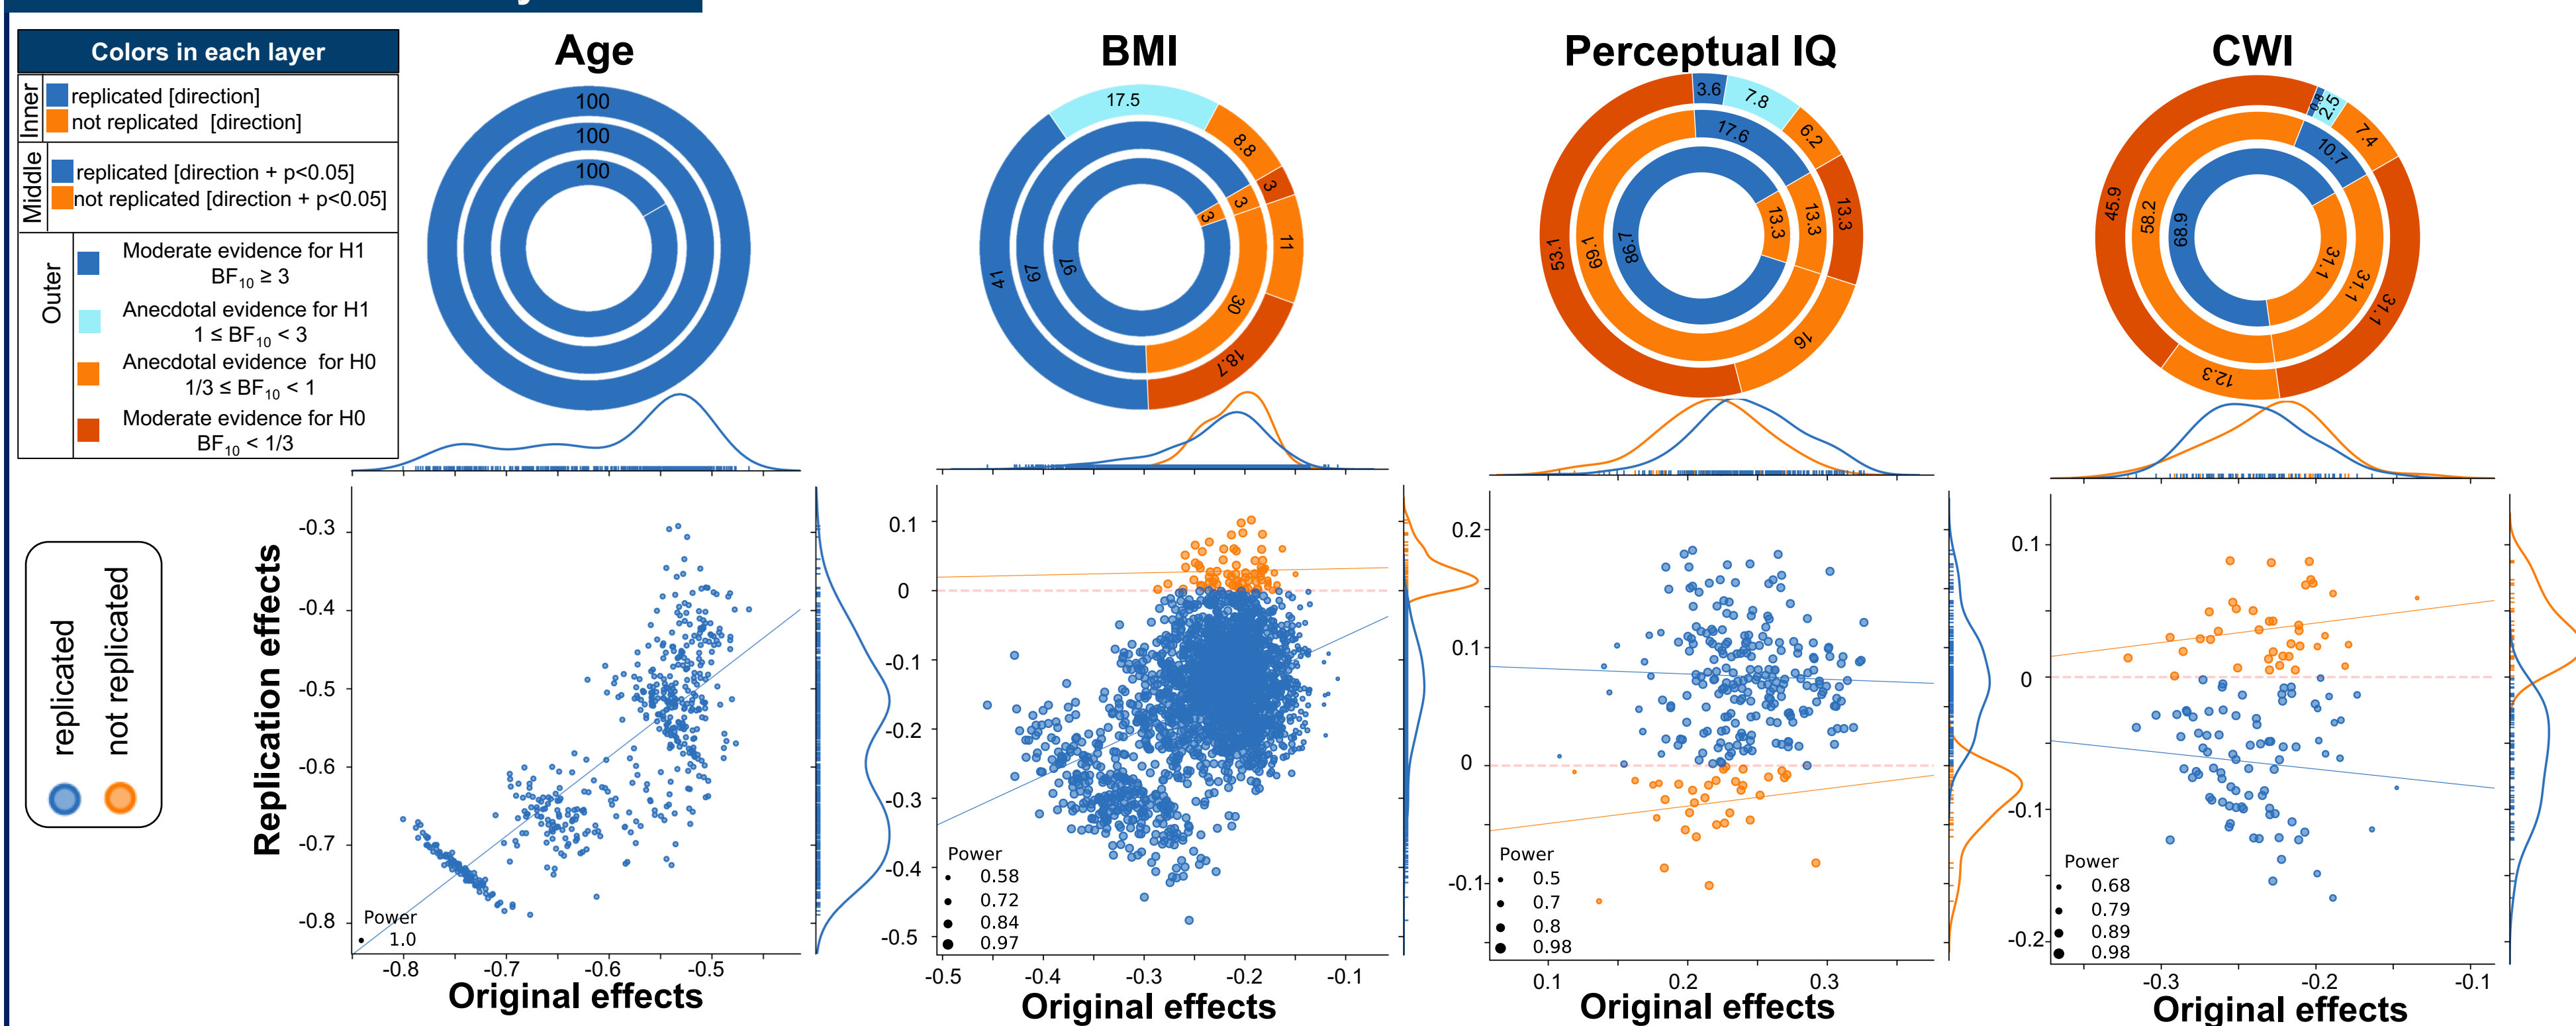 Colors in each layer
Inner
replicated [direction]
not replicated [direction]
Middle
replicated [direction + p<0.05]
not replicated [direction + p<0.05]
Outer
Moderate evidence for H1
BF10 ≥ 3
Anecdotal evidence for H1
1 ≤ BF10 < 3
Anecdotal evidence for H0
1/3 ≤ BF10 < 1
Moderate evidence for H0
BF10 < 1/3
replicated
not replicated
Age
100
100
100
Replication effects
-0.3
-0.4
-0.5
-0.6
-0.7
-0.8
Power
1.0
-0.8 -0.7 -0.6 -0.5
Original effects
BMI
17.5
8.8
3
11
18.7
41
3
30
67
3
97
0.1
0
-0.1
-0.2
-0.3
-0.4
-0.5
Power
0.58
0.72
0.84
0.97
-0.5 -0.4 -0.3 -0.2 -0.1
Original effects
Perceptual IQ
3.6
7.8
6.2
13.3
16
53.1
17.6
13.3
69.1
13.3
86.7
0.2
0.1
0
-0.1
Power
0.5
0.7
0.8
0.98
0.1 0.2 0.3
Original effects
CWI
0.8
2.5
7.4
31.1
12.3
45.9
10.7
31.1
58.2
31.1
68.9
0.1
0
-0.1
-0.2
Power
0.68
0.79
0.89
0.98
-0.3 -0.2 -0.1
Original effects